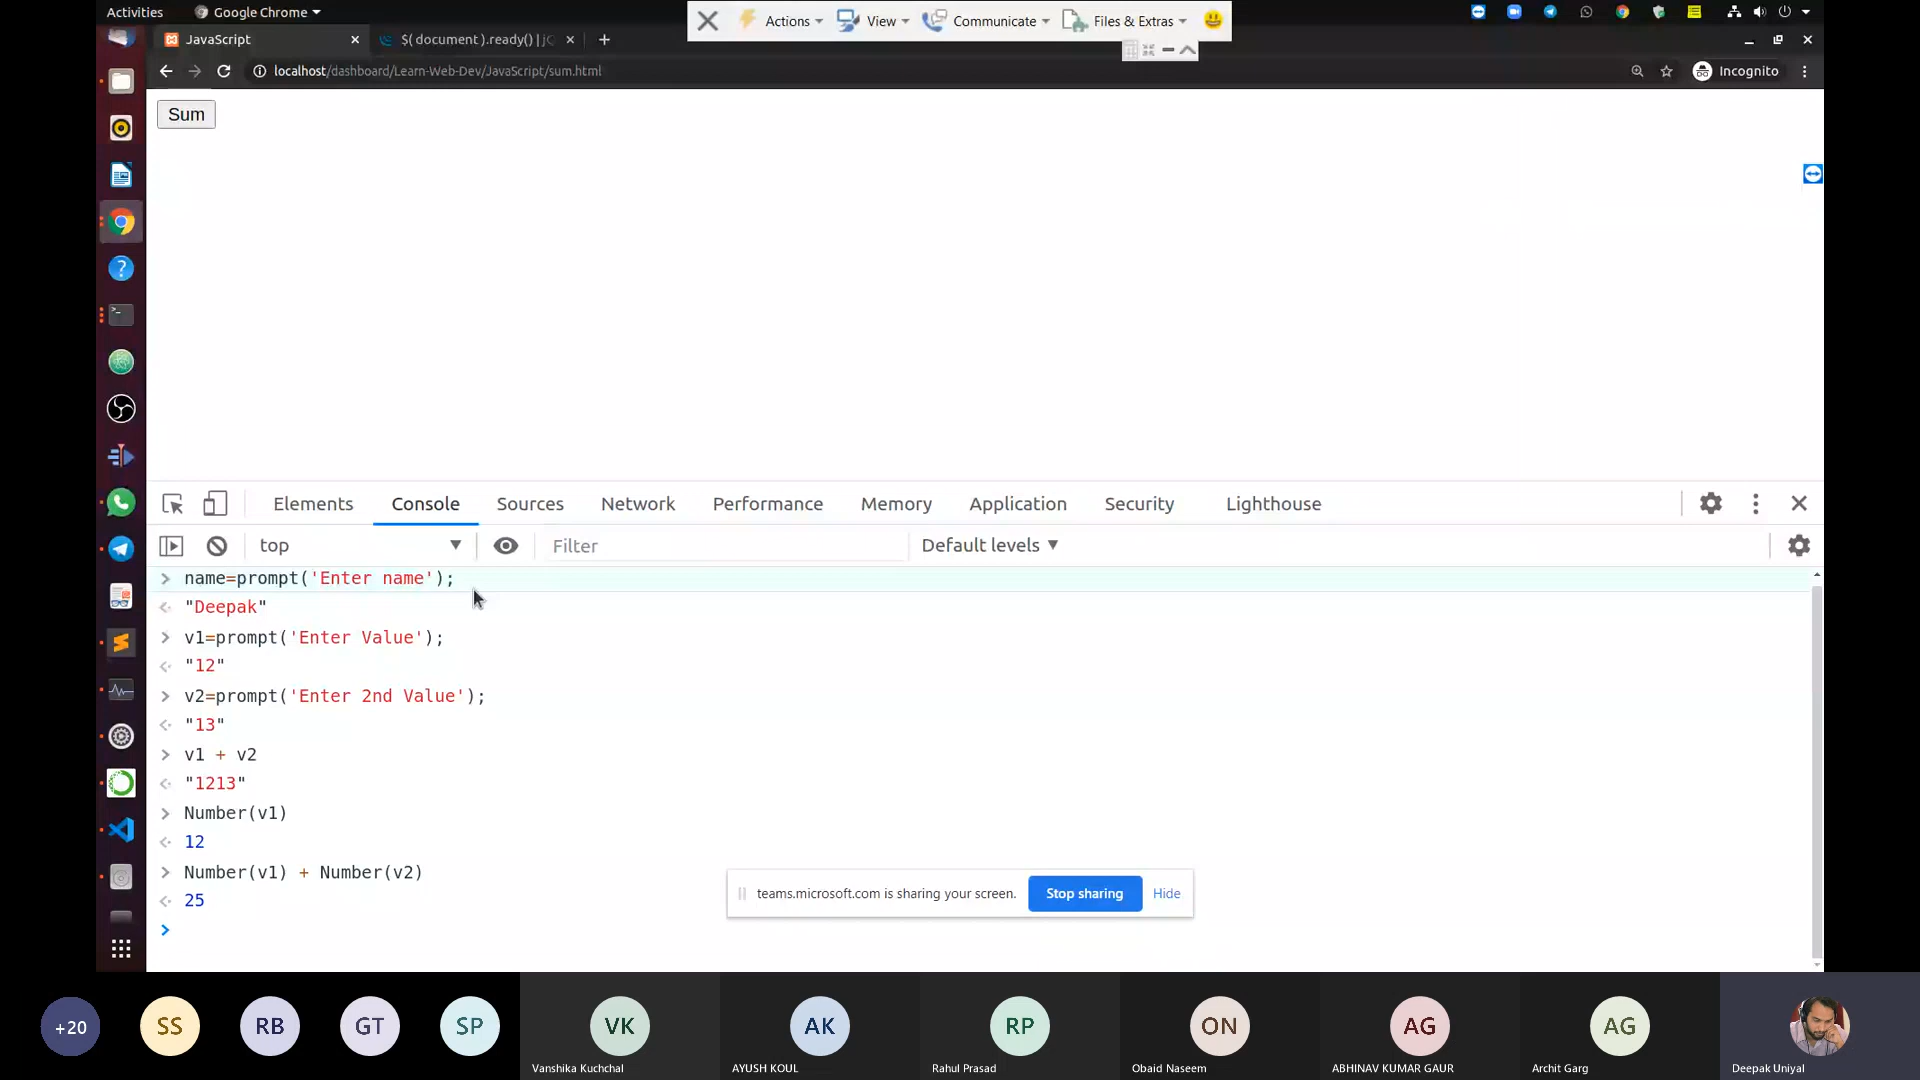 Activities Google Chrome
Actions View Communicate Files & Extras
JavaScript $( document ).ready() | jQ
localhost/dashboard/Learn-Web-Dev/JavaScript/sum.html Incognito
Sum
Elements Console Sources Network Performance Memory Application Security Lighthouse
top Filter Default levels
name=prompt('Enter name');
"Deepak"
v1=prompt('Enter Value');
"12"
v2=prompt('Enter 2nd Value');
"13"
v1 + v2
"1213"
Number(v1)
12
Number(v1) + Number(v2)
25
teams.microsoft.com is sharing your screen. Stop sharing Hide
+20 SS RB GT SP VK AK RP ON AG AG
Vanshika Kuchchal AYUSH KOUL Rahul Prasad Obaid Naseem ABHINAV KUMAR GAUR Archit Garg Deepak Uniyal